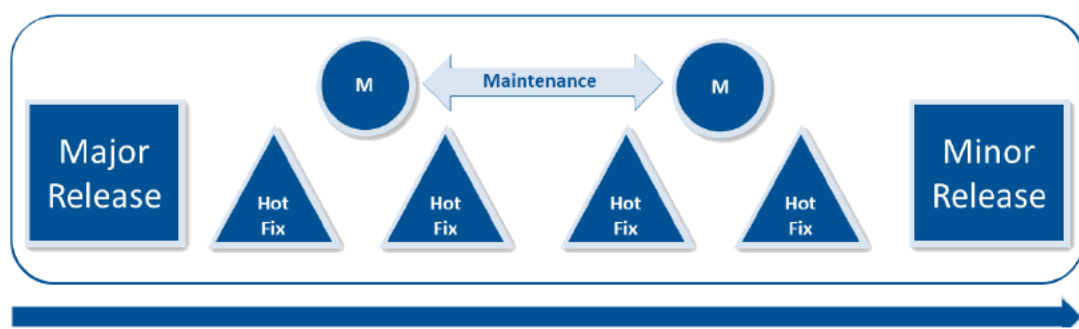 M
Maintenance
M
Major
Release
Hot
Fix
Hot
Fix
Hot
Fix
Hot
Fix
Minor
Release